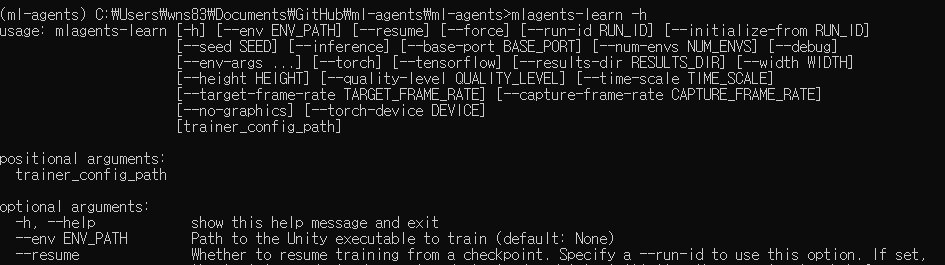 (ml-agents) C:₩Users₩wns83₩Documents₩GitHub₩ml-agents₩ml-agents>mlagents-learn -h
usage: mlagents-learn [-h] [--env ENV_PATH] [--resume] [--force] [--run-id RUN_ID] [--initialize-from RUN_ID]
[--seed SEED] [--inference] [--base-port BASE_PORT] [--num-envs NUM_ENVS] [--debug]
[--env-args ...] [--torch] [--tensorflow] [--results-dir RESULTS_DIR] [--width WIDTH]
[--height HEIGHT] [--quality-level QUALITY_LEVEL] [--time-scale TIME_SCALE]
[--target-frame-rate TARGET_FRAME_RATE] [--capture-frame-rate CAPTURE_FRAME_RATE]
[--no-graphics] [--torch-device DEVICE]
[trainer_config_path]
positional arguments:
trainer_config_path
optional arguments:
-h, --help show this help message and exit
--env ENV_PATH Path to the Unity executable to train (default: None)
--resume Whether to resume training from a checkpoint. Specify a --run-id to use this option. If set,